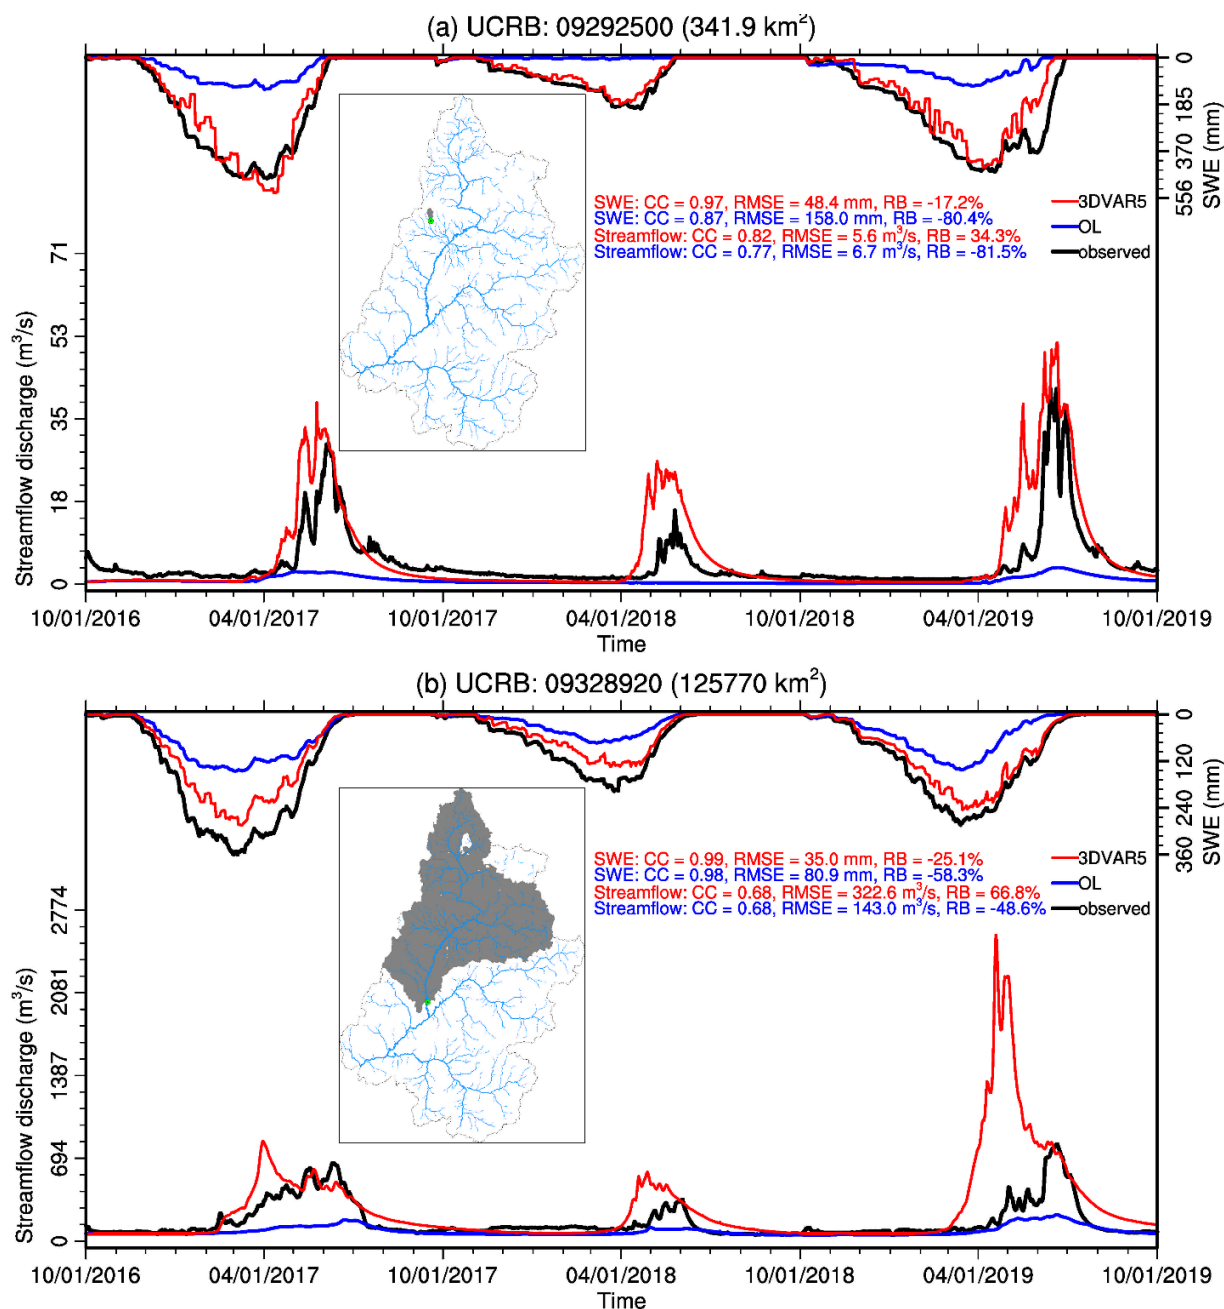 (a) UCRB: 09292500 (341.9 km²)
0
185
370
556
SWE (mm)
SWE: CC = 0.97, RMSE = 48.4 mm, RB = -17.2%
SWE: CC = 0.87, RMSE = 158.0 mm, RB = -80.4%
Streamflow: CC = 0.82, RMSE = 5.6 m³/s, RB = 34.3%
Streamflow: CC = 0.77, RMSE = 6.7 m³/s, RB = -81.5%
3DVAR5
OL
observed
71
53
35
18
0
Streamflow discharge (m³/s)
10/01/2016 04/01/2017 10/01/2017 04/01/2018 10/01/2018 04/01/2019 10/01/2019
Time
(b) UCRB: 09328920 (125770 km²)
0
120
240
360
SWE (mm)
SWE: CC = 0.99, RMSE = 35.0 mm, RB = -25.1%
SWE: CC = 0.98, RMSE = 80.9 mm, RB = -58.3%
Streamflow: CC = 0.68, RMSE = 322.6 m³/s, RB = 66.8%
Streamflow: CC = 0.68, RMSE = 143.0 m³/s, RB = -48.6%
3DVAR5
OL
observed
2774
2081
1387
694
0
Streamflow discharge (m³/s)
10/01/2016 04/01/2017 10/01/2017 04/01/2018 10/01/2018 04/01/2019 10/01/2019
Time